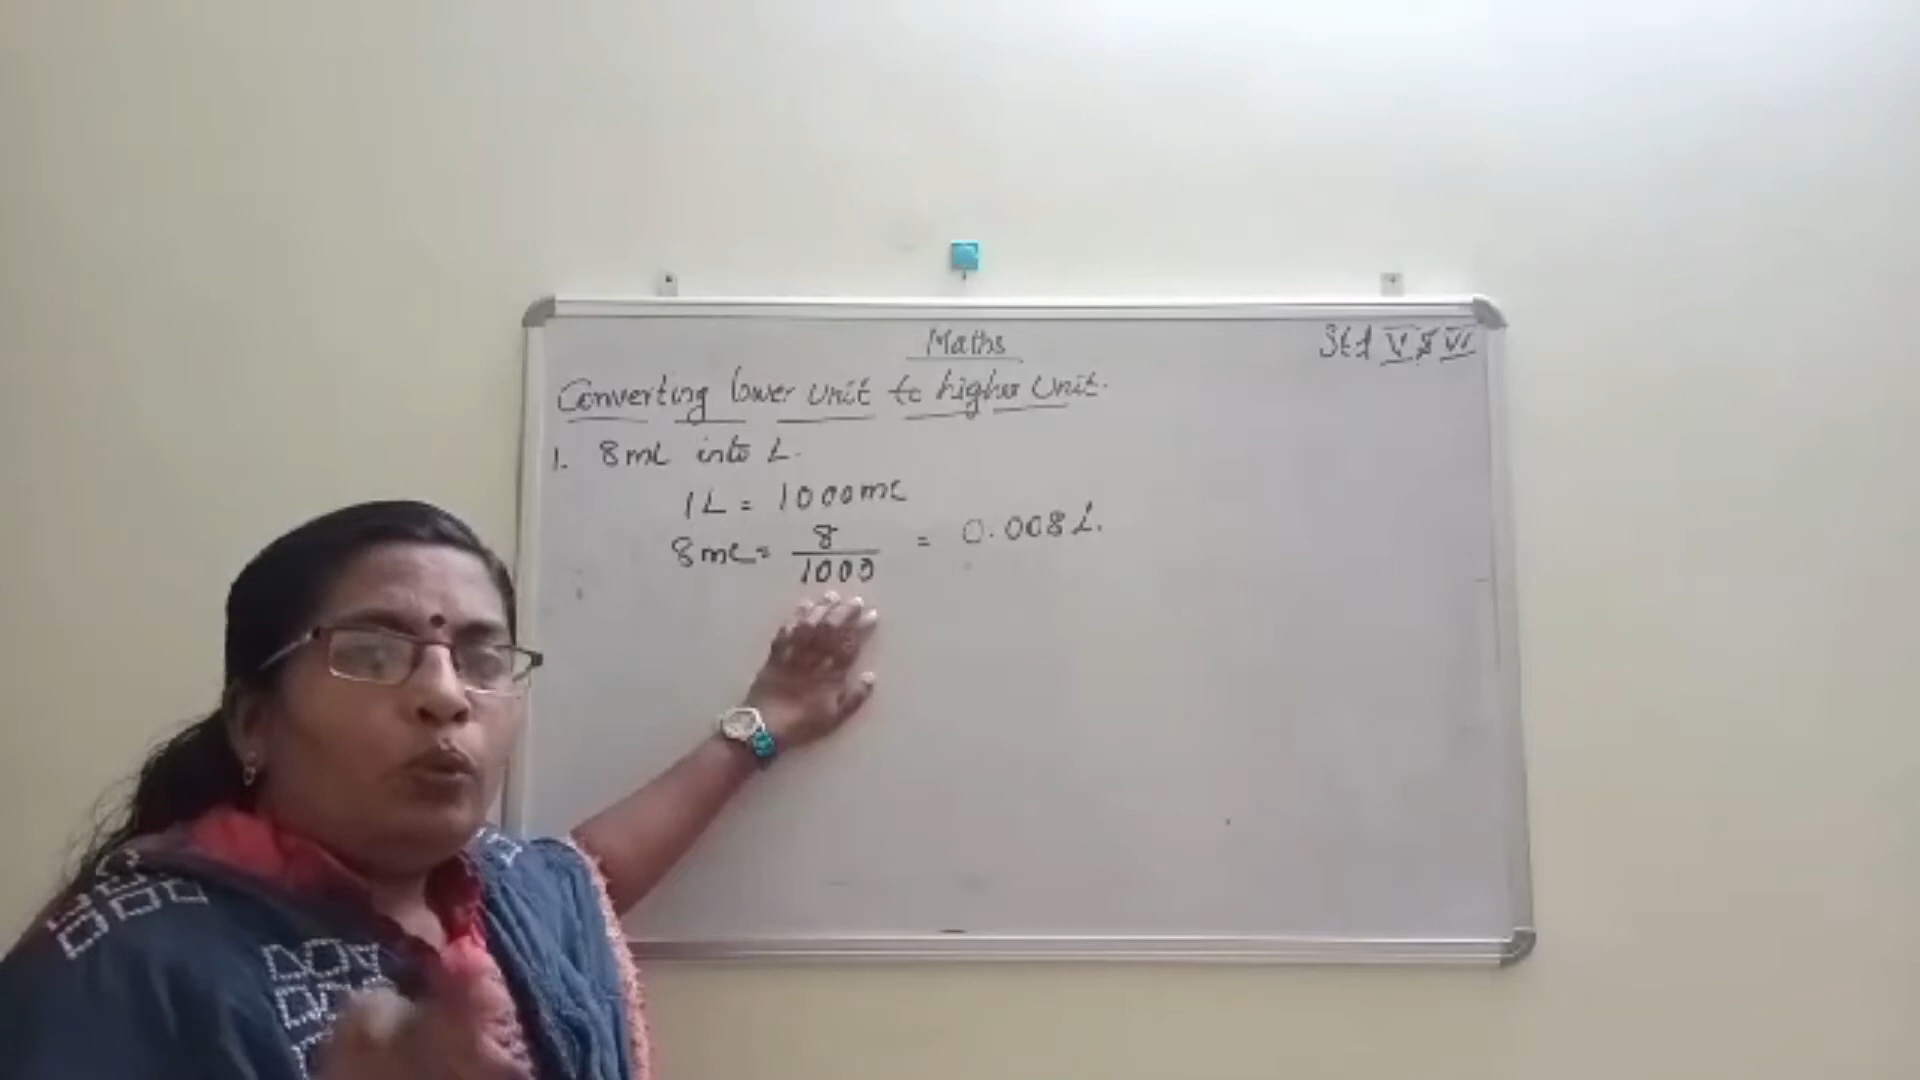 Maths
Std V & VI
Converting lower unit to higher unit.
1. 8ml into L.
1L = 1000ml
8ml = 8/1000 = 0.008L.